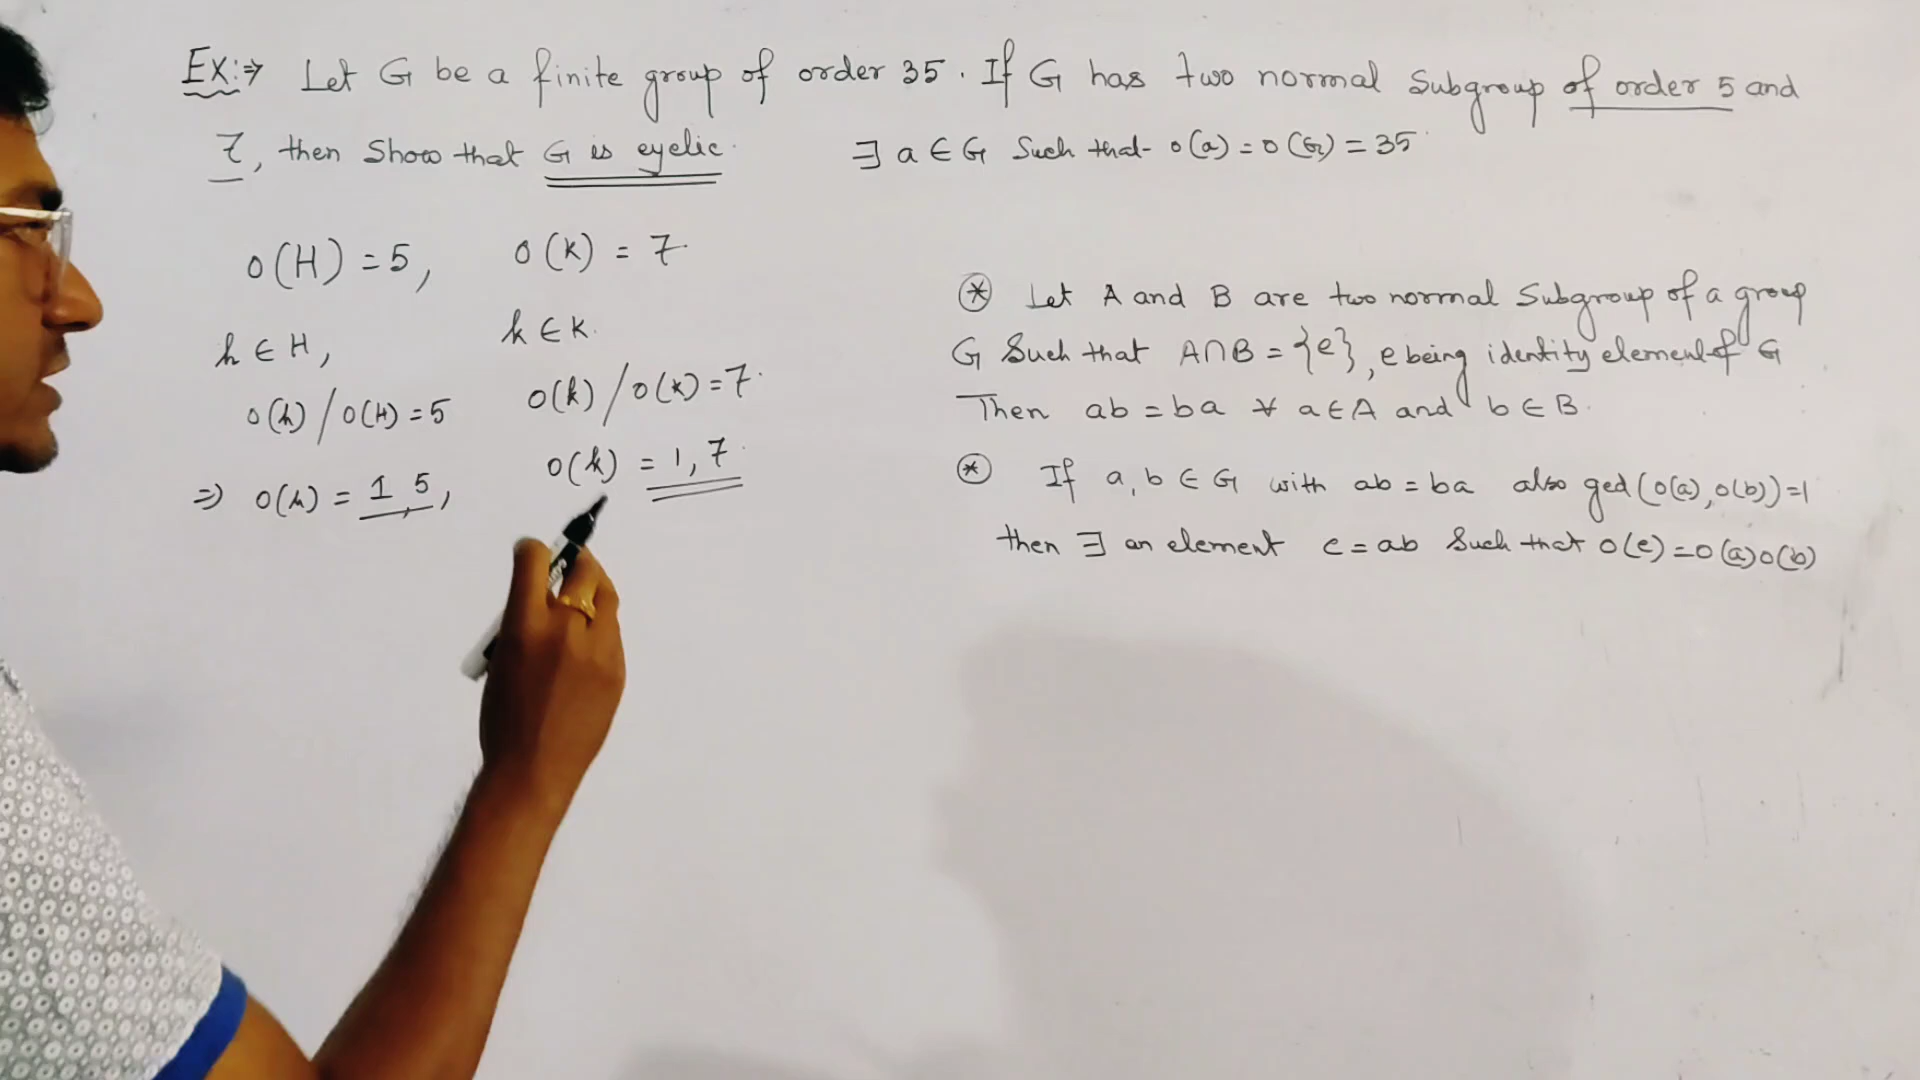 Ex:⇒ Let G be a finite group of order 35. If G has two normal Subgroup of order 5 and
7, then Show that G is cyclic.
∃ a ∈ G Such that o(a) = o(G) = 35
o(H) = 5, o(K) = 7.
h ∈ H, k ∈ K.
o(h) / o(H) = 5 o(k) / o(K) = 7.
⇒ o(h) = 1, 5, o(k) = 1, 7.
⊛ Let A and B are two normal Subgroup of a group
G Such that A∩B = {e}, e being identity element of G
Then ab = ba ∀ a ∈ A and b ∈ B.
⊛ If a, b ∈ G with ab = ba also gcd (o(a), o(b)) = 1
then ∃ an element c = ab Such that o(c) = o(a)o(b)